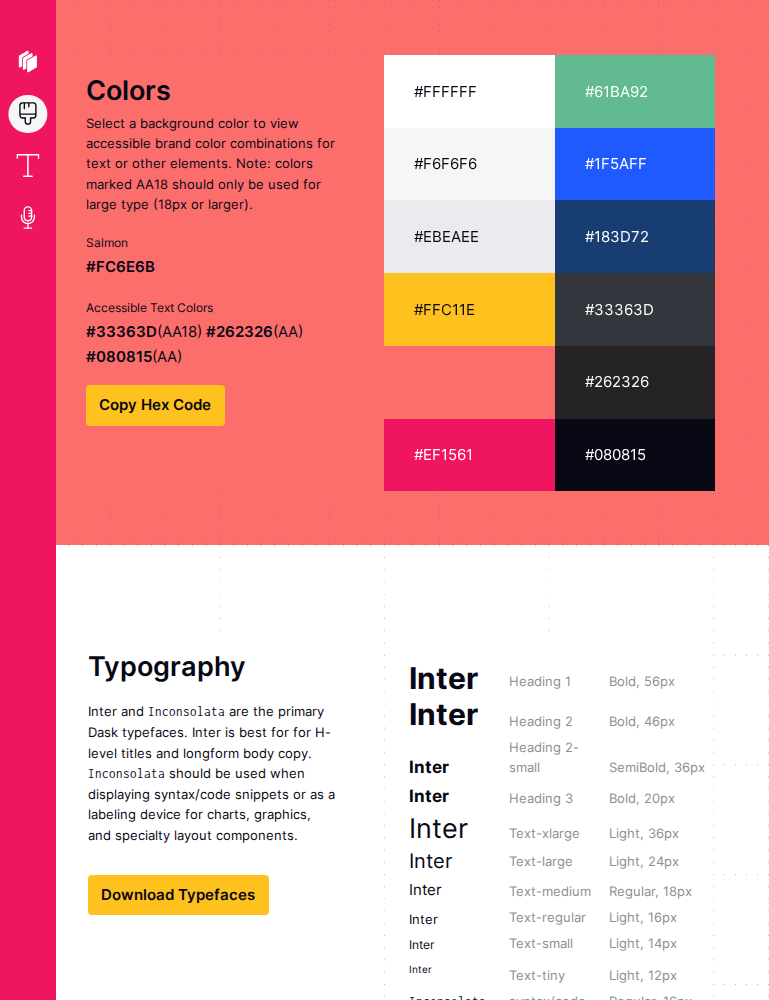 Colors
Select a background color to view
accessible brand color combinations for
text or other elements. Note: colors
marked AA18 should only be used for
large type (18px or larger).
Salmon
#FC6E6B
Accessible Text Colors
#33363D(AA18) #262326(AA)
#080815(AA)
Copy Hex Code
#FFFFFF #61BA92
#F6F6F6 #1F5AFF
#EBEAEE #183D72
#FFC11E #33363D
#262326
#EF1561 #080815
Typography
Inter and Inconsolata are the primary
Dask typefaces. Inter is best for for H-
level titles and longform body copy.
Inconsolata should be used when
displaying syntax/code snippets or as a
labeling device for charts, graphics,
and specialty layout components.
Download Typefaces
Inter Heading 1 Bold, 56px
Inter Heading 2 Bold, 46px
Heading 2-
Inter small SemiBold, 36px
Inter Heading 3 Bold, 20px
Inter Text-xlarge Light, 36px
Inter Text-large Light, 24px
Inter Text-medium Regular, 18px
Inter Text-regular Light, 16px
Inter Text-small Light, 14px
Inter Text-tiny Light, 12px